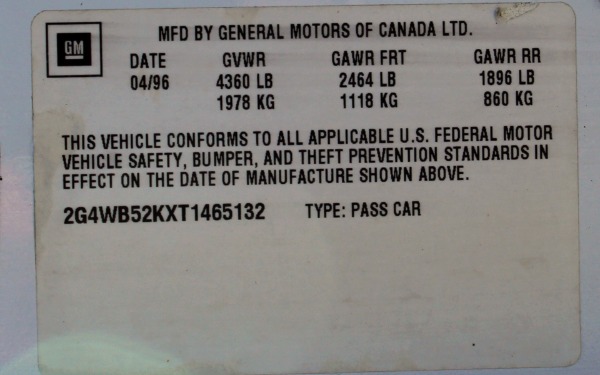 GM
MFD BY GENERAL MOTORS OF CANADA LTD.
DATE GVWR GAWR FRT GAWR RR
04/96 4360 LB 2464 LB 1896 LB
1978 KG 1118 KG 860 KG
THIS VEHICLE CONFORMS TO ALL APPLICABLE U.S. FEDERAL MOTOR
VEHICLE SAFETY, BUMPER, AND THEFT PREVENTION STANDARDS IN
EFFECT ON THE DATE OF MANUFACTURE SHOWN ABOVE.
2G4WB52KXT1465132 TYPE: PASS CAR